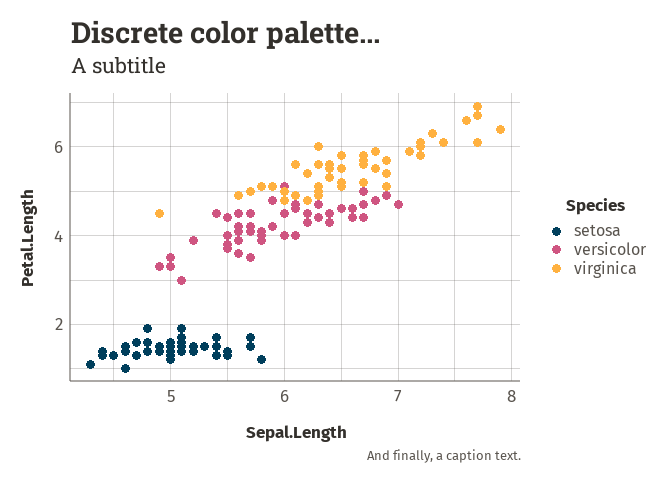 Discrete color palette...
A subtitle
Petal.Length
6
4
2
5
6
7
8
Sepal.Length
Species
setosa
versicolor
virginica
And finally, a caption text.